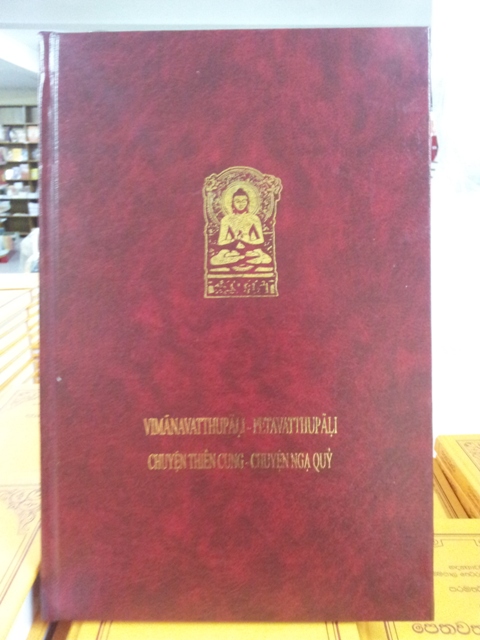 VIMĀNAVATTHUPĀḶI - PETAVATTHUPĀḶI
CHUYỆN THIÊN CUNG - CHUYỆN NGẠ QUỶ